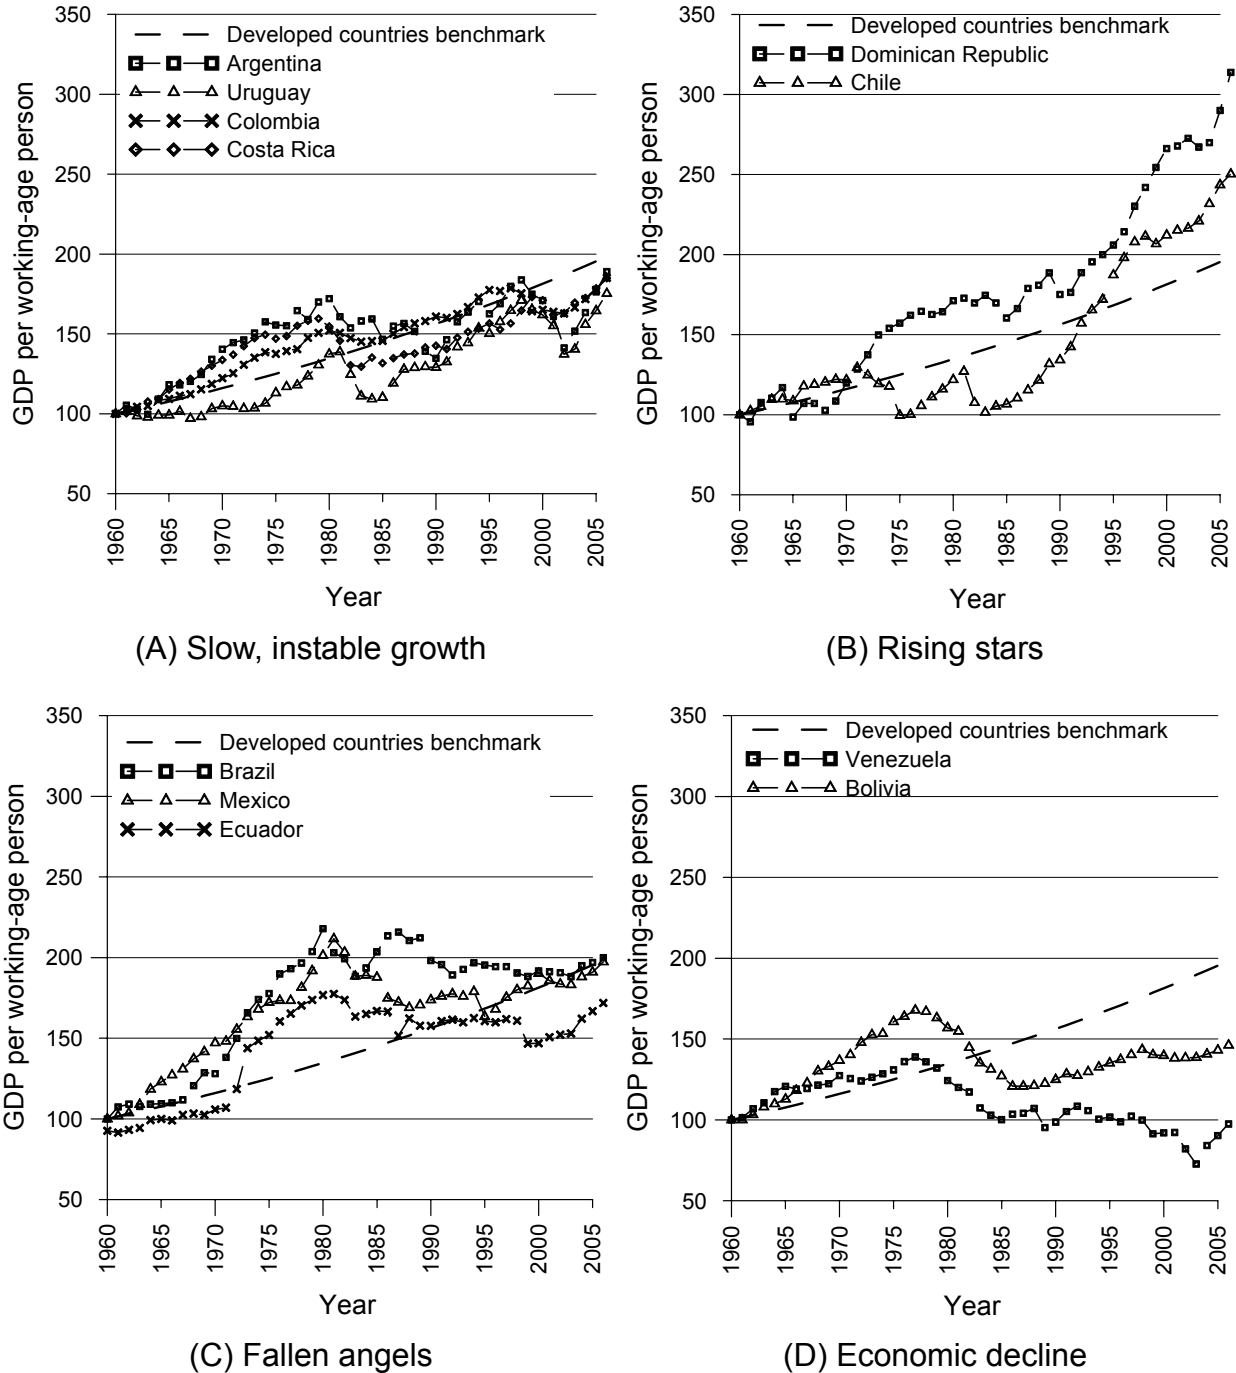 350
300
250
200
150
100
50
GDP per working-age person
Developed countries benchmark
Argentina
Uruguay
Colombia
Costa Rica
1960
1965
1970
1975
1980
1985
1990
1995
2000
2005
Year
(A) Slow, instable growth
350
300
250
200
150
100
50
GDP per working-age person
Developed countries benchmark
Dominican Republic
Chile
1960
1965
1970
1975
1980
1985
1990
1995
2000
2005
Year
(B) Rising stars
350
300
250
200
150
100
50
GDP per working-age person
Developed countries benchmark
Brazil
Mexico
Ecuador
1960
1965
1970
1975
1980
1985
1990
1995
2000
2005
Year
(C) Fallen angels
350
300
250
200
150
100
50
GDP per working-age person
Developed countries benchmark
Venezuela
Bolivia
1960
1965
1970
1975
1980
1985
1990
1995
2000
2005
Year
(D) Economic decline